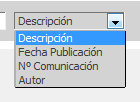 Descripción
Descripción
Fecha Publicación
Nº Comunicación
Autor